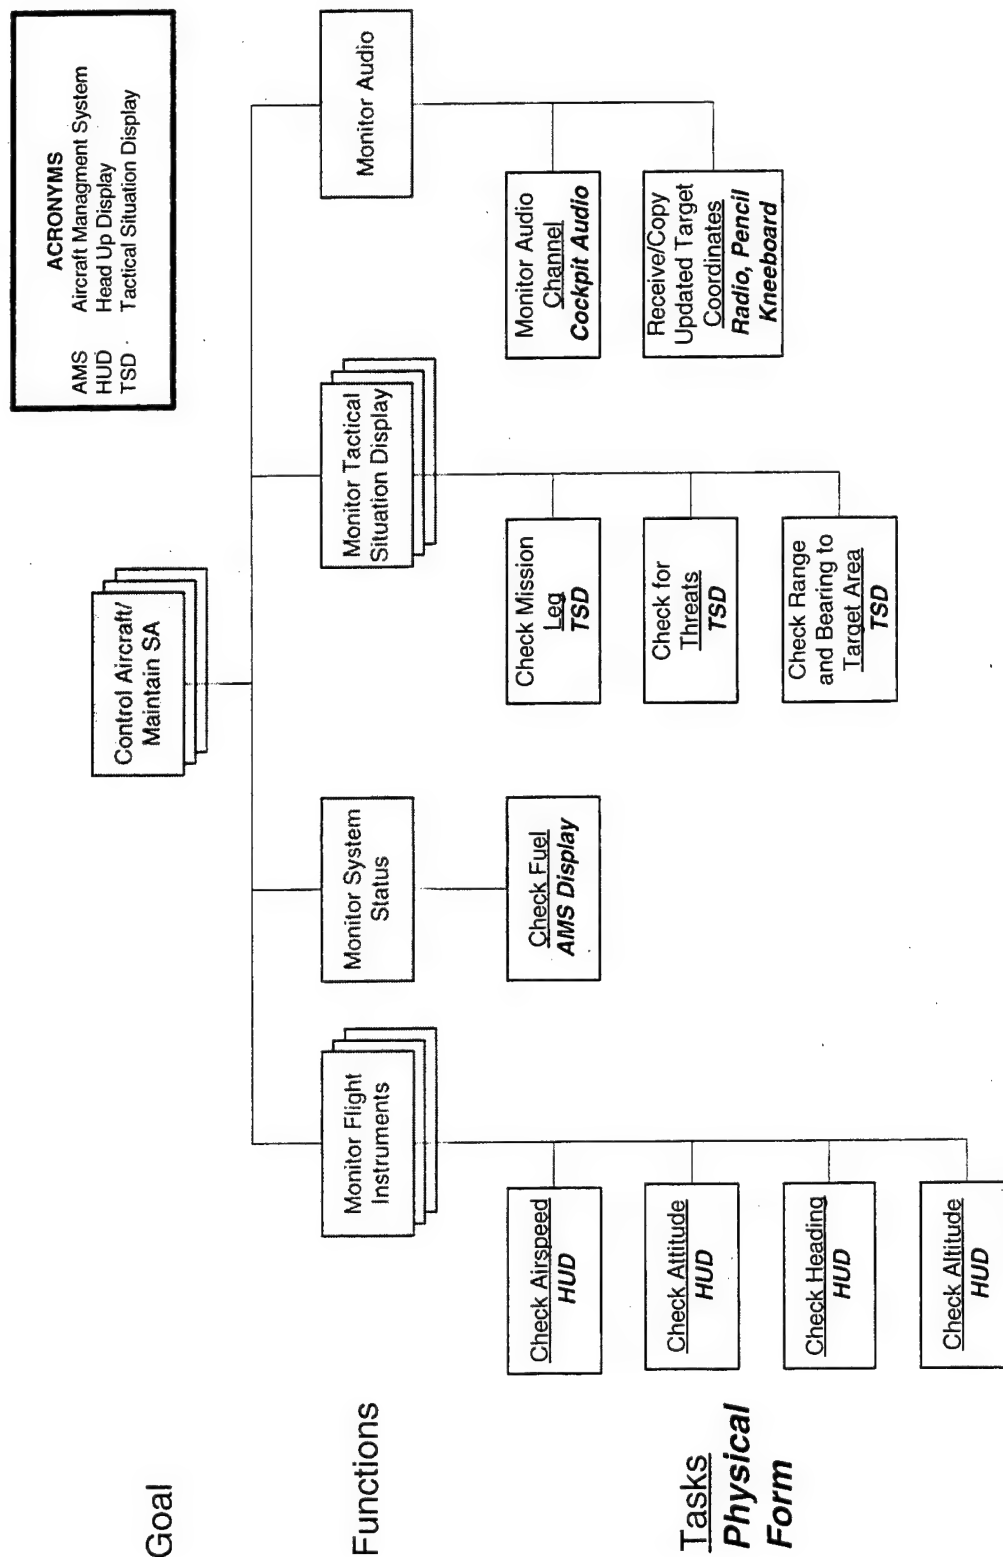 ACRONYMS
AMS Aircraft Managment System
HUD Head Up Display
TSD · Tactical Situation Display
Goal
Control Aircraft/
Maintain SA
Functions
Monitor Flight
Instruments
Monitor System
Status
Monitor Tactical
Situation Display
Monitor Audio
Tasks
Physical
Form
Check Airspeed
HUD
Check Attitude
HUD
Check Heading
HUD
Check Altitude
HUD
Check Fuel
AMS Display
Check Mission
Leg
TSD
Check for
Threats
TSD
Check Range
and Bearing to
Target Area
TSD
Monitor Audio
Channel
Cockpit Audio
Receive/Copy
Updated Target
Coordinates
Radio, Pencil
Kneeboard